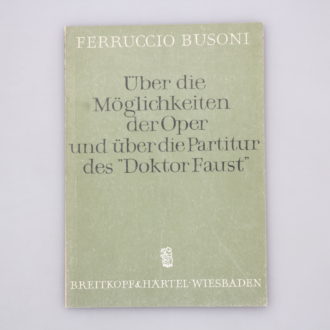 FERRUCCIO BUSONI
Über die
Möglichkeiten
der Oper
und über die Partitur
des "Doktor Faust"
BREITKOPF & HÄRTEL · WIESBADEN